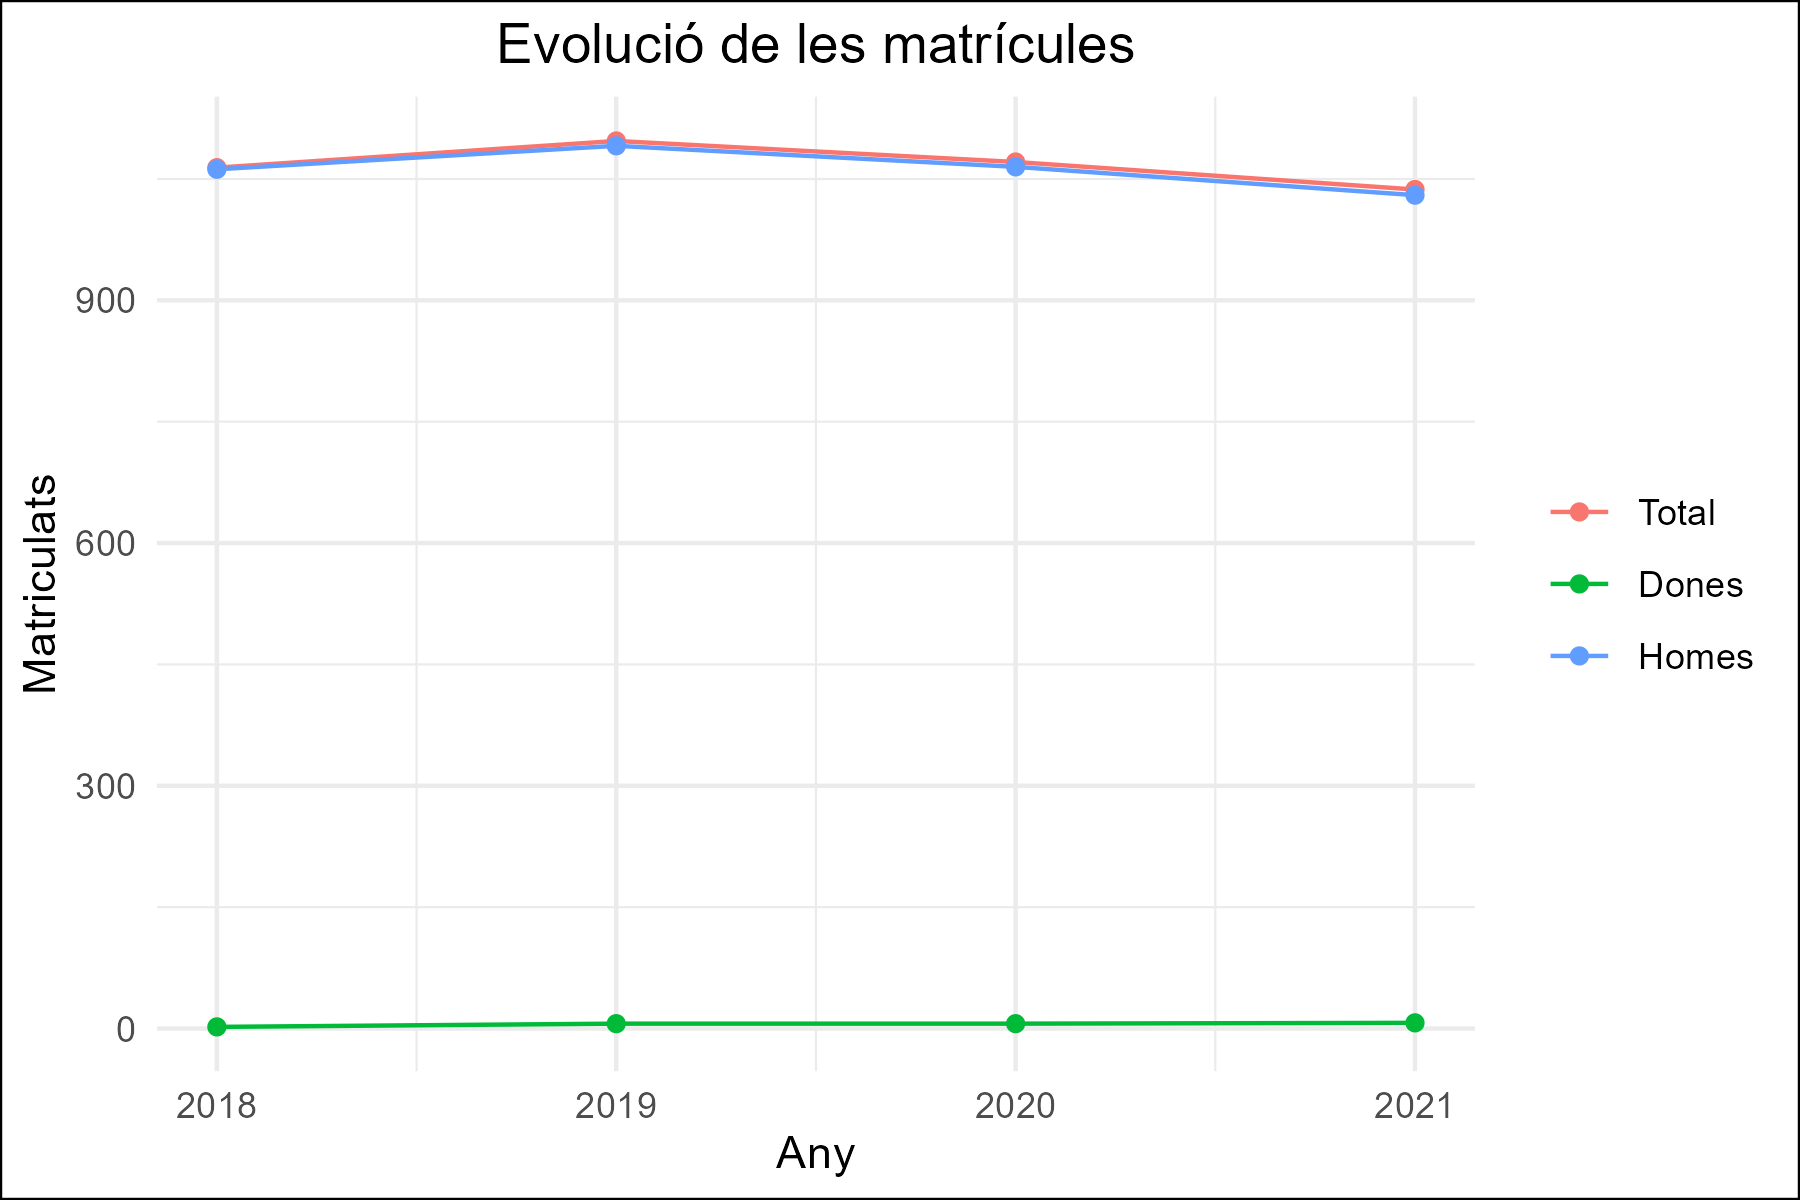 Evolució de les matrícules
Matriculats
900
600
300
0
2018
2019
2020
2021
Any
Total
Dones
Homes